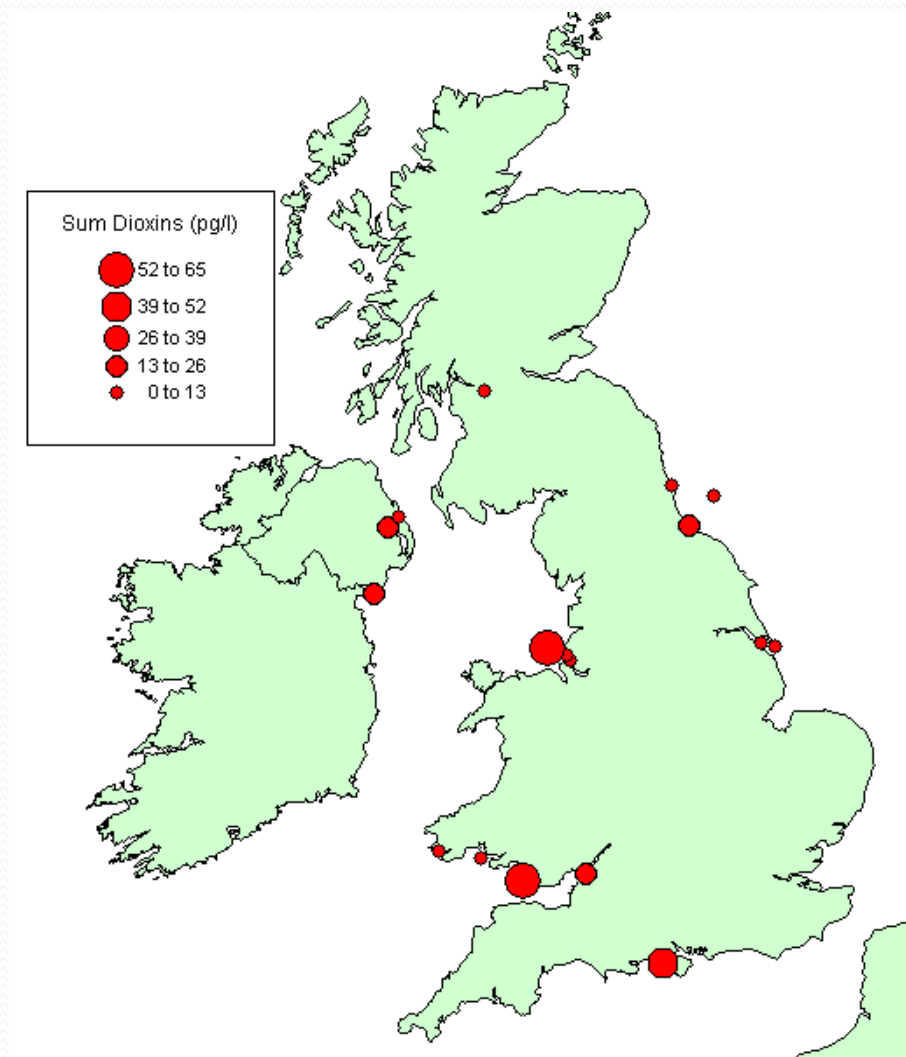 Sum Dioxins (pg/l)
52 to 65
39 to 52
26 to 39
13 to 26
0 to 13